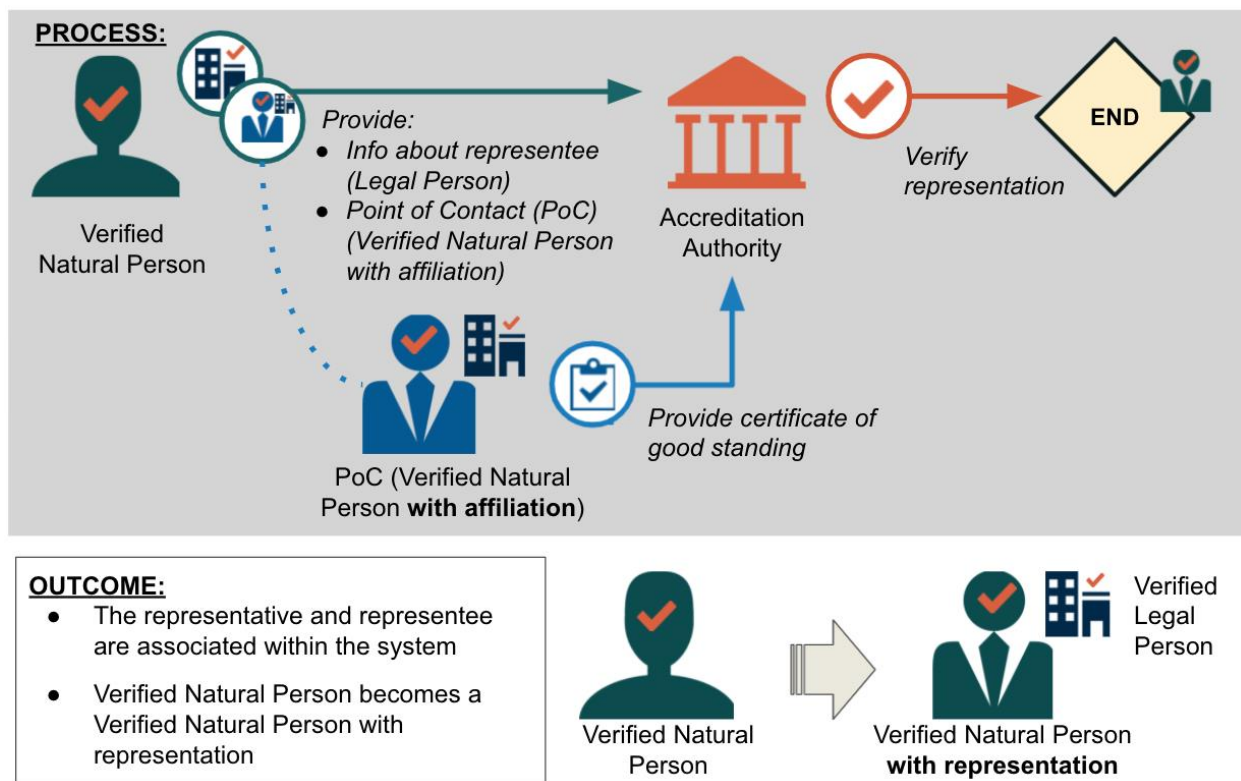 PROCESS:
Verified
Natural Person
Provide:
● Info about representee
(Legal Person)
● Point of Contact (PoC)
(Verified Natural Person
with affiliation)
Accreditation
Authority
Verify
representation
END
PoC (Verified Natural
Person with affiliation)
Provide certificate of
good standing
OUTCOME:
● The representative and representee
are associated within the system
● Verified Natural Person becomes a
Verified Natural Person with
representation
Verified Natural
Person
Verified Natural Person
with representation
Verified
Legal
Person